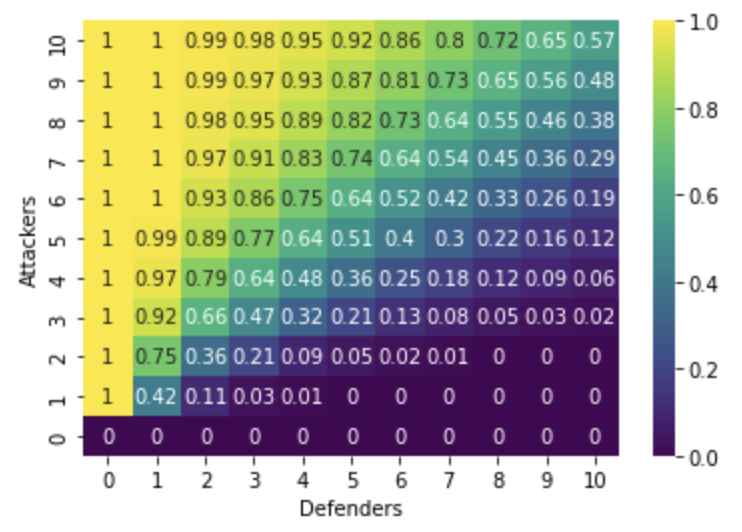 10 1 1 0.99 0.98 0.95 0.92 0.86 0.8 0.72 0.65 0.57 1.0
9 1 1 0.99 0.97 0.93 0.87 0.81 0.73 0.65 0.56 0.48
8 1 1 0.98 0.95 0.89 0.82 0.73 0.64 0.55 0.46 0.38 0.8
7 1 1 0.97 0.91 0.83 0.74 0.64 0.54 0.45 0.36 0.29
6 1 1 0.93 0.86 0.75 0.64 0.52 0.42 0.33 0.26 0.19 0.6
Attackers
5 1 0.99 0.89 0.77 0.64 0.51 0.4 0.3 0.22 0.16 0.12
4 1 0.97 0.79 0.64 0.48 0.36 0.25 0.18 0.12 0.09 0.06 0.4
3 1 0.92 0.66 0.47 0.32 0.21 0.13 0.08 0.05 0.03 0.02
2 1 0.75 0.36 0.21 0.09 0.05 0.02 0.01 0 0 0 0.2
1 1 0.42 0.11 0.03 0.01 0 0 0 0 0 0
0 0 0 0 0 0 0 0 0 0 0 0 0.0
0 1 2 3 4 5 6 7 8 9 10
Defenders